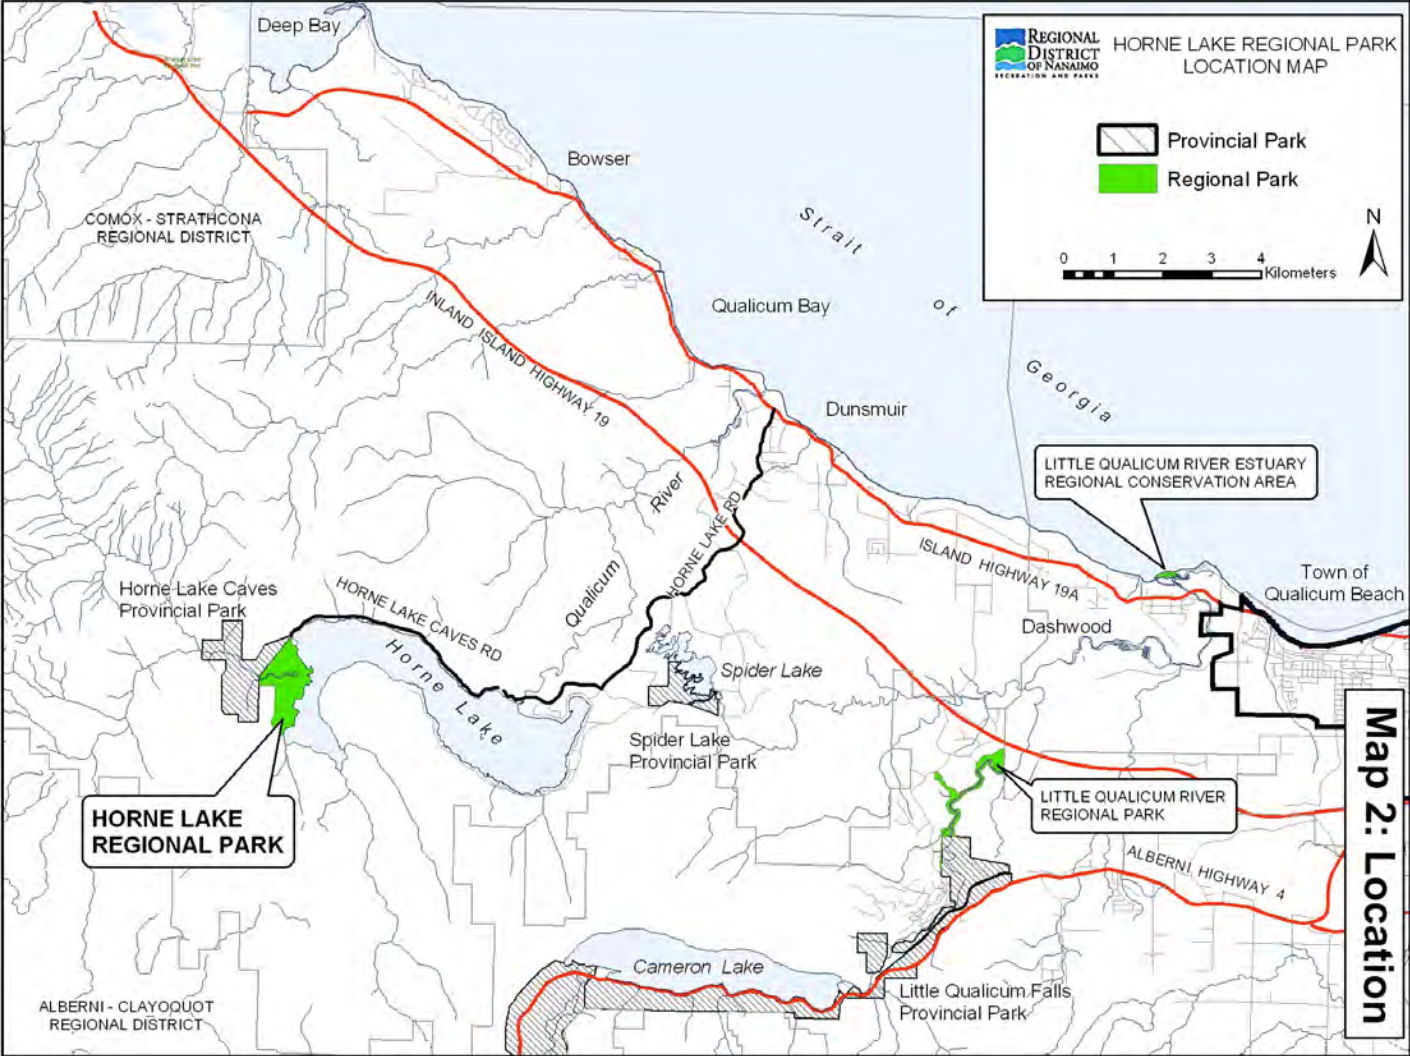 Deep Bay
REGIONAL
DISTRICT
OF NANAIMO
RECREATION AND PARKS
HORNE LAKE REGIONAL PARK
LOCATION MAP
Provincial Park
Regional Park
N
0 1 2 3 4
Kilometers
Bowser
COMOX - STRATHCONA
REGIONAL DISTRICT
Strait
of
Georgia
Qualicum Bay
INLAND ISLAND HIGHWAY 19
Dunsmuir
LITTLE QUALICUM RIVER ESTUARY
REGIONAL CONSERVATION AREA
Qualicum River
HORNE LAKE RD
ISLAND HIGHWAY 19A
Town of
Qualicum Beach
Horne Lake Caves
Provincial Park
HORNE LAKE CAVES RD
Dashwood
Horne Lake
Spider Lake
Spider Lake
Provincial Park
HORNE LAKE
REGIONAL PARK
LITTLE QUALICUM RIVER
REGIONAL PARK
ALBERNI HIGHWAY 4
Cameron Lake
Little Qualicum Falls
Provincial Park
ALBERNI - CLAYOQUOT
REGIONAL DISTRICT
Map 2: Location